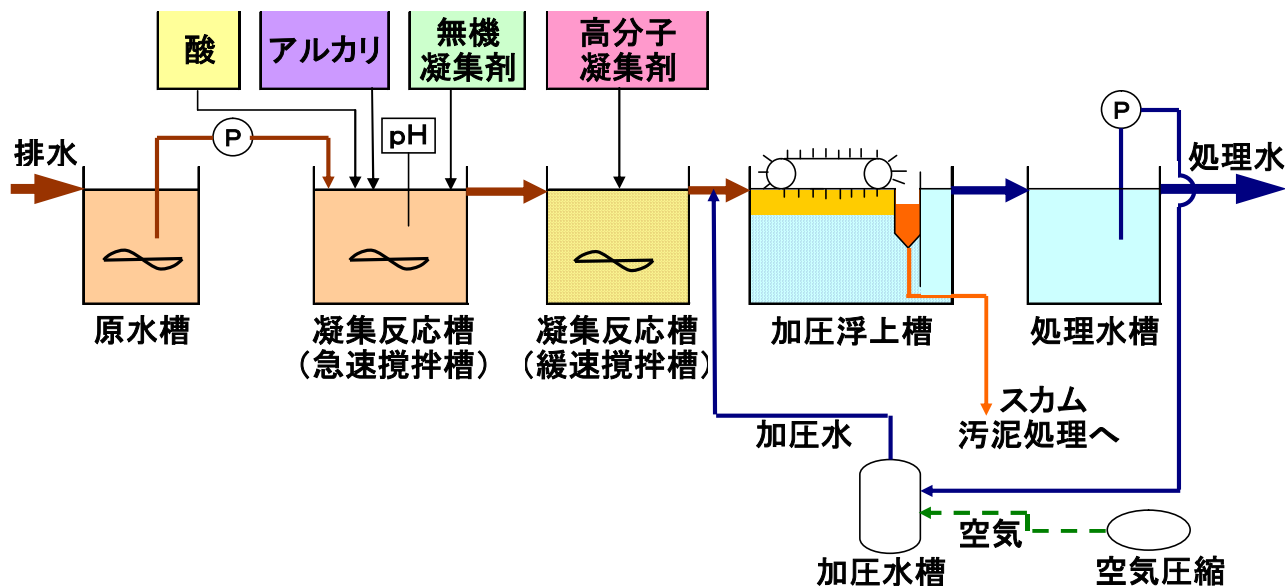 酸
アルカリ
無機
凝集剤
高分子
凝集剤
P
pH
P
排水
処理水
原水槽
凝集反応槽
（急速撹拌槽）
凝集反応槽
（緩速撹拌槽）
加圧浮上槽
処理水槽
スカム
汚泥処理へ
加圧水
空気
加圧水槽
空気圧縮